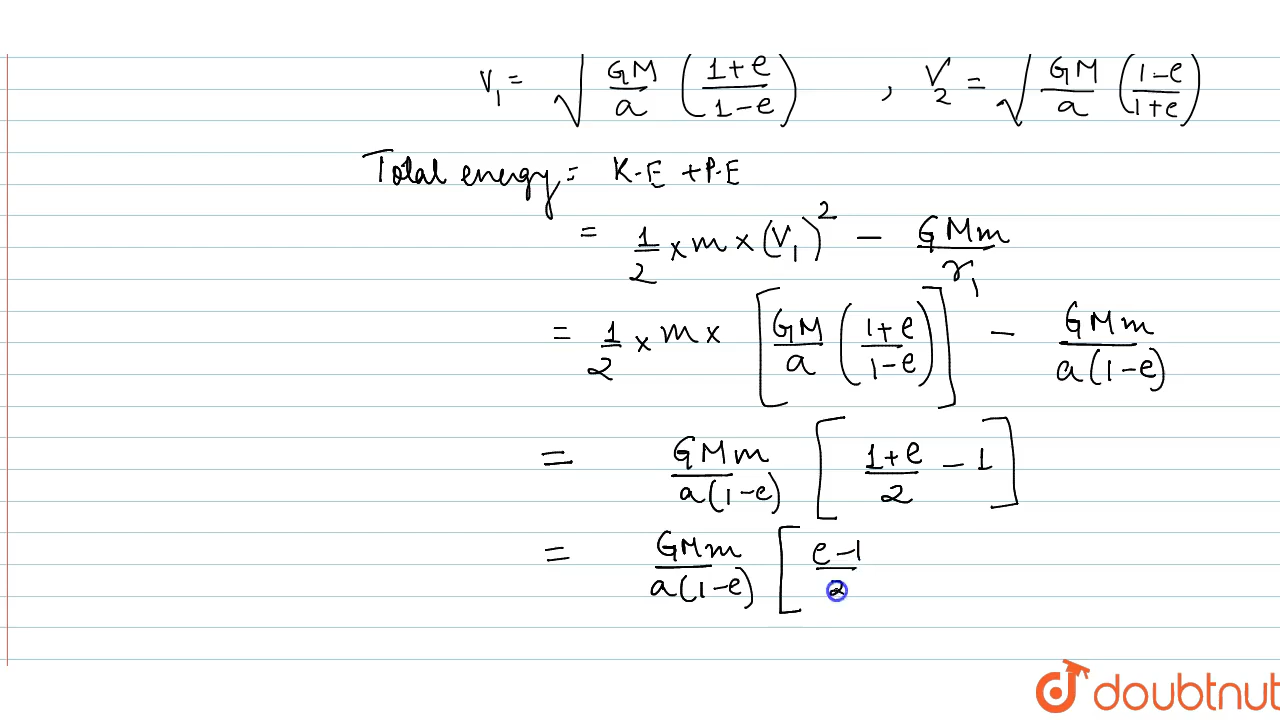 V₁ = √(GM/a ((1+e)/(1-e))) , V₂ = √(GM/a ((1-e)/(1+e)))
Total energy = K.E + P.E
= 1/2 × m × (V₁)² - GMm/r₁
= 1/2 × m × [GM/a ((1+e)/(1-e))] - GMm/(a(1-e))
= GMm/(a(1-e)) [(1+e)/2 - 1]
= GMm/(a(1-e)) [(e-1)/2
doubtnut